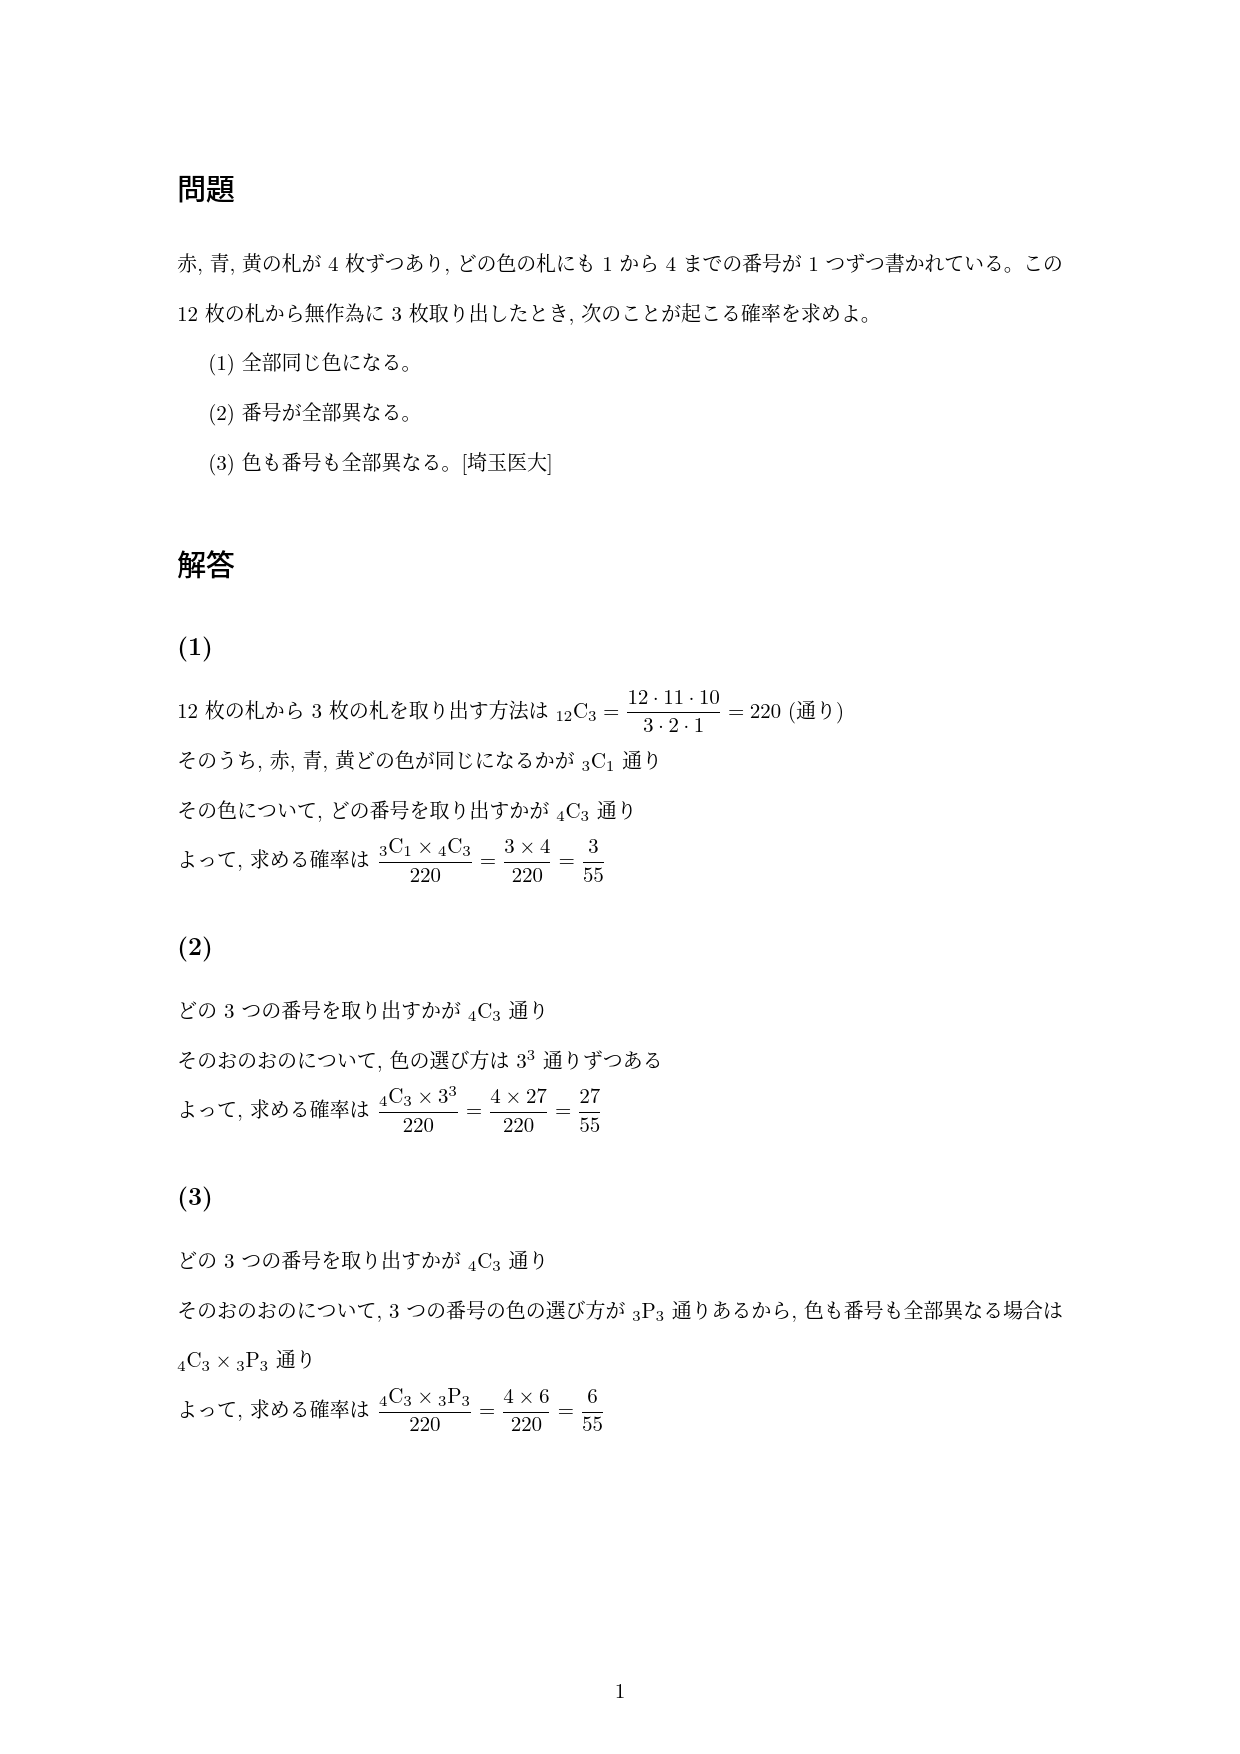 問題
赤, 青, 黄の札が 4 枚ずつあり, どの色の札にも 1 から 4 までの番号が 1 つずつ書かれている。この
12 枚の札から無作為に 3 枚取り出したとき, 次のことが起こる確率を求めよ。
(1) 全部同じ色になる。
(2) 番号が全部異なる。
(3) 色も番号も全部異なる。[埼玉医大]
解答
(1)
12 枚の札から 3 枚の札を取り出す方法は $_{12}\mathrm{C}_3 = \dfrac{12 \cdot 11 \cdot 10}{3 \cdot 2 \cdot 1} = 220$ (通り)
そのうち, 赤, 青, 黄どの色が同じになるかが $_3\mathrm{C}_1$ 通り
その色について, どの番号を取り出すかが $_4\mathrm{C}_3$ 通り
よって, 求める確率は $\dfrac{_3\mathrm{C}_1 \times {}_4\mathrm{C}_3}{220} = \dfrac{3 \times 4}{220} = \dfrac{3}{55}$
(2)
どの 3 つの番号を取り出すかが $_4\mathrm{C}_3$ 通り
そのおのおのについて, 色の選び方は $3^3$ 通りずつある
よって, 求める確率は $\dfrac{_4\mathrm{C}_3 \times 3^3}{220} = \dfrac{4 \times 27}{220} = \dfrac{27}{55}$
(3)
どの 3 つの番号を取り出すかが $_4\mathrm{C}_3$ 通り
そのおのおのについて, 3 つの番号の色の選び方が $_3\mathrm{P}_3$ 通りあるから, 色も番号も全部異なる場合は
$_4\mathrm{C}_3 \times {}_3\mathrm{P}_3$ 通り
よって, 求める確率は $\dfrac{_4\mathrm{C}_3 \times {}_3\mathrm{P}_3}{220} = \dfrac{4 \times 6}{220} = \dfrac{6}{55}$
1